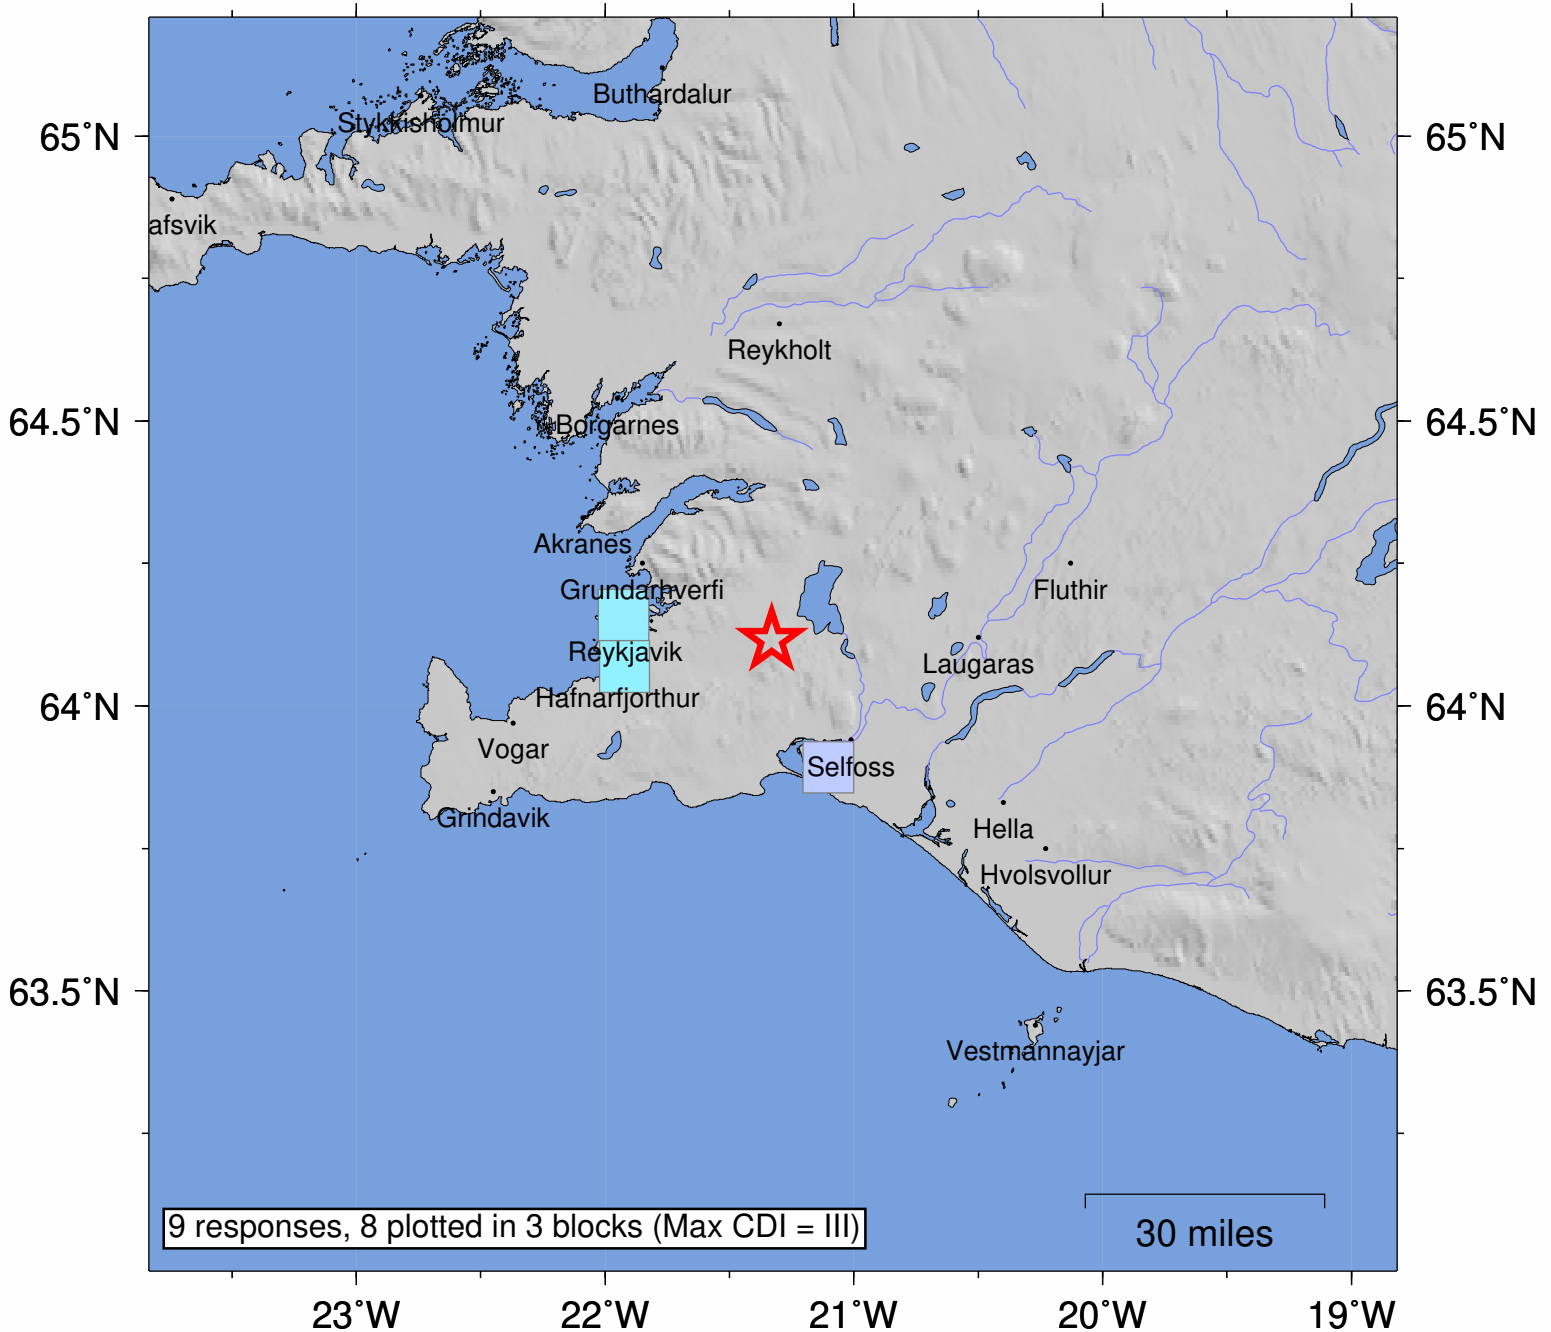 Buthardalur
Stykkisholmur
65˚N
65˚N
afsvik
Reykholt
64.5˚N
Borgarnes
64.5˚N
Akranes
Grundarhverfi
Fluthir
Reykjavik
Laugaras
Hafnarfjorthur
64˚N
64˚N
Vogar
Selfoss
Grindavik
Hella
Hvolsvollur
63.5˚N
63.5˚N
Vestmannayjar
9 responses, 8 plotted in 3 blocks (Max CDI = III)
30 miles
23˚W
22˚W
21˚W
20˚W
19˚W